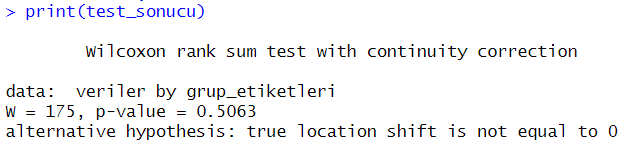 > print(test_sonucu)
Wilcoxon rank sum test with continuity correction
data:  veriler by grup_etiketleri
W = 175, p-value = 0.5063
alternative hypothesis: true location shift is not equal to 0